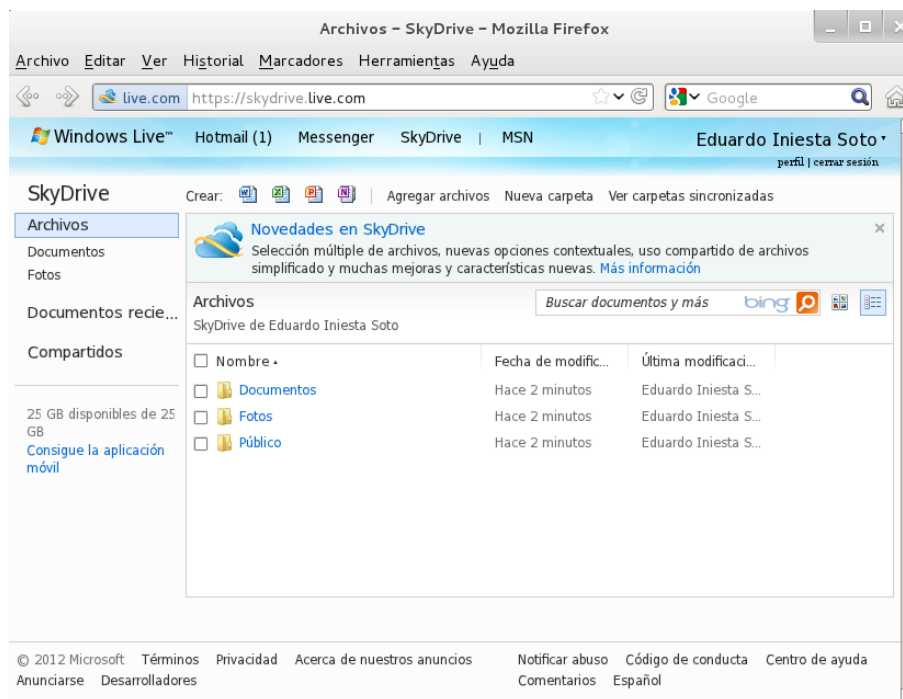 Archivos – SkyDrive – Mozilla Firefox
Archivo Editar Ver Historial Marcadores Herramientas Ayuda
live.com https://skydrive.live.com Google
Windows Live™ Hotmail (1) Messenger SkyDrive | MSN Eduardo Iniesta Soto
perfil | cerrar sesión
SkyDrive
Archivos
Documentos
Fotos
Documentos recie...
Compartidos
25 GB disponibles de 25
GB
Consigue la aplicación
móvil
Crear: Agregar archivos Nueva carpeta Ver carpetas sincronizadas
Novedades en SkyDrive
Selección múltiple de archivos, nuevas opciones contextuales, uso compartido de archivos
simplificado y muchas mejoras y características nuevas. Más información
Archivos
SkyDrive de Eduardo Iniesta Soto
Buscar documentos y más bing
Nombre Fecha de modific... Última modificaci...
Documentos Hace 2 minutos Eduardo Iniesta S...
Fotos Hace 2 minutos Eduardo Iniesta S...
Público Hace 2 minutos Eduardo Iniesta S...
© 2012 Microsoft Términos Privacidad Acerca de nuestros anuncios Notificar abuso Código de conducta Centro de ayuda
Anunciarse Desarrolladores Comentarios Español